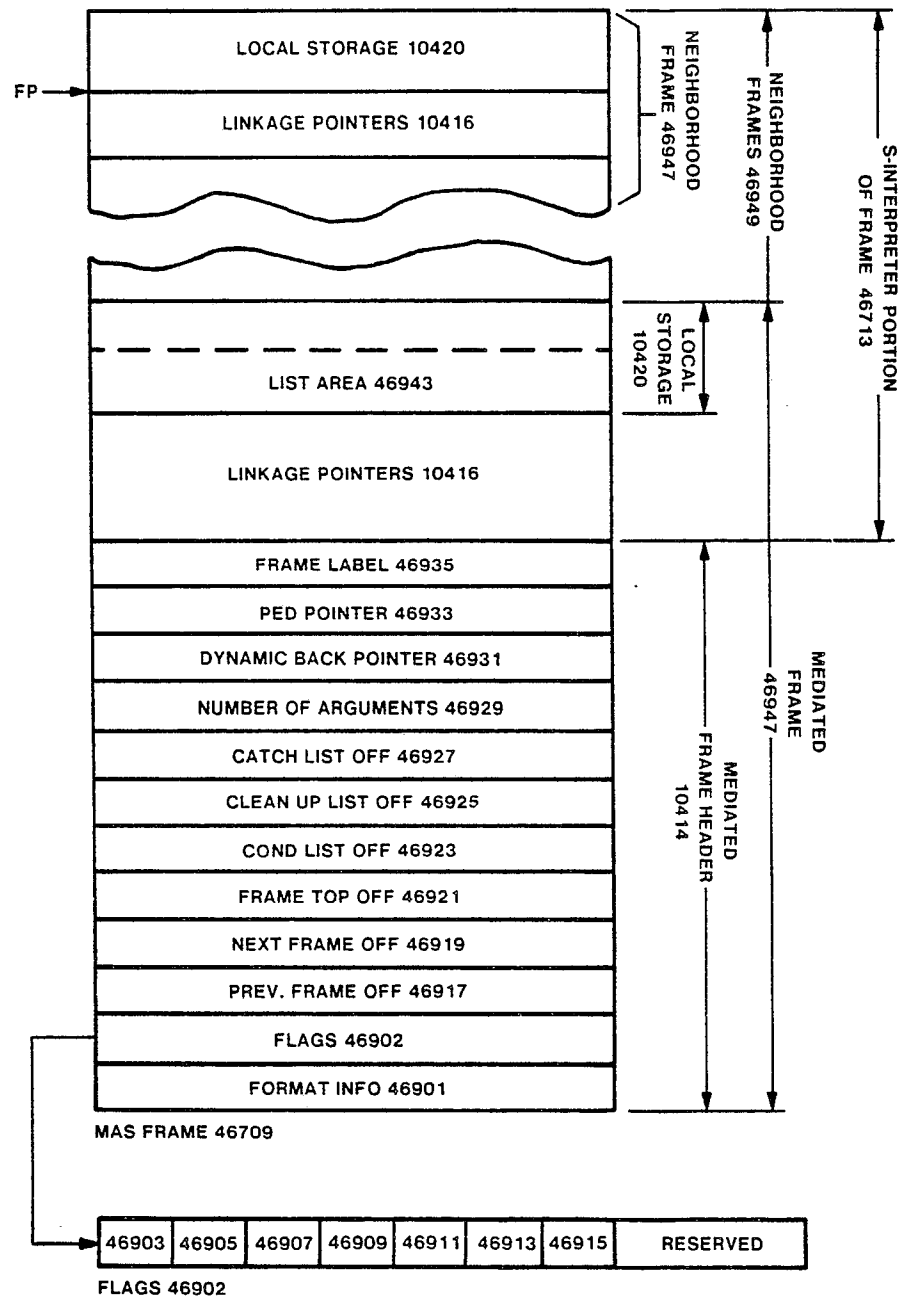 LOCAL STORAGE 10420
FP
LINKAGE POINTERS 10416
NEIGHBORHOOD
FRAME 46947
NEIGHBORHOOD
FRAMES 46949
S-INTERPRETER PORTION
OF FRAME 46713
LOCAL
STORAGE
10420
LIST AREA 46943
LINKAGE POINTERS 10416
FRAME LABEL 46935
PED POINTER 46933
DYNAMIC BACK POINTER 46931
NUMBER OF ARGUMENTS 46929
CATCH LIST OFF 46927
CLEAN UP LIST OFF 46925
COND LIST OFF 46923
FRAME TOP OFF 46921
NEXT FRAME OFF 46919
PREV. FRAME OFF 46917
FLAGS 46902
FORMAT INFO 46901
MEDIATED
FRAME HEADER
10414
MEDIATED
FRAME
46947
MAS FRAME 46709
46903 46905 46907 46909 46911 46913 46915 RESERVED
FLAGS 46902